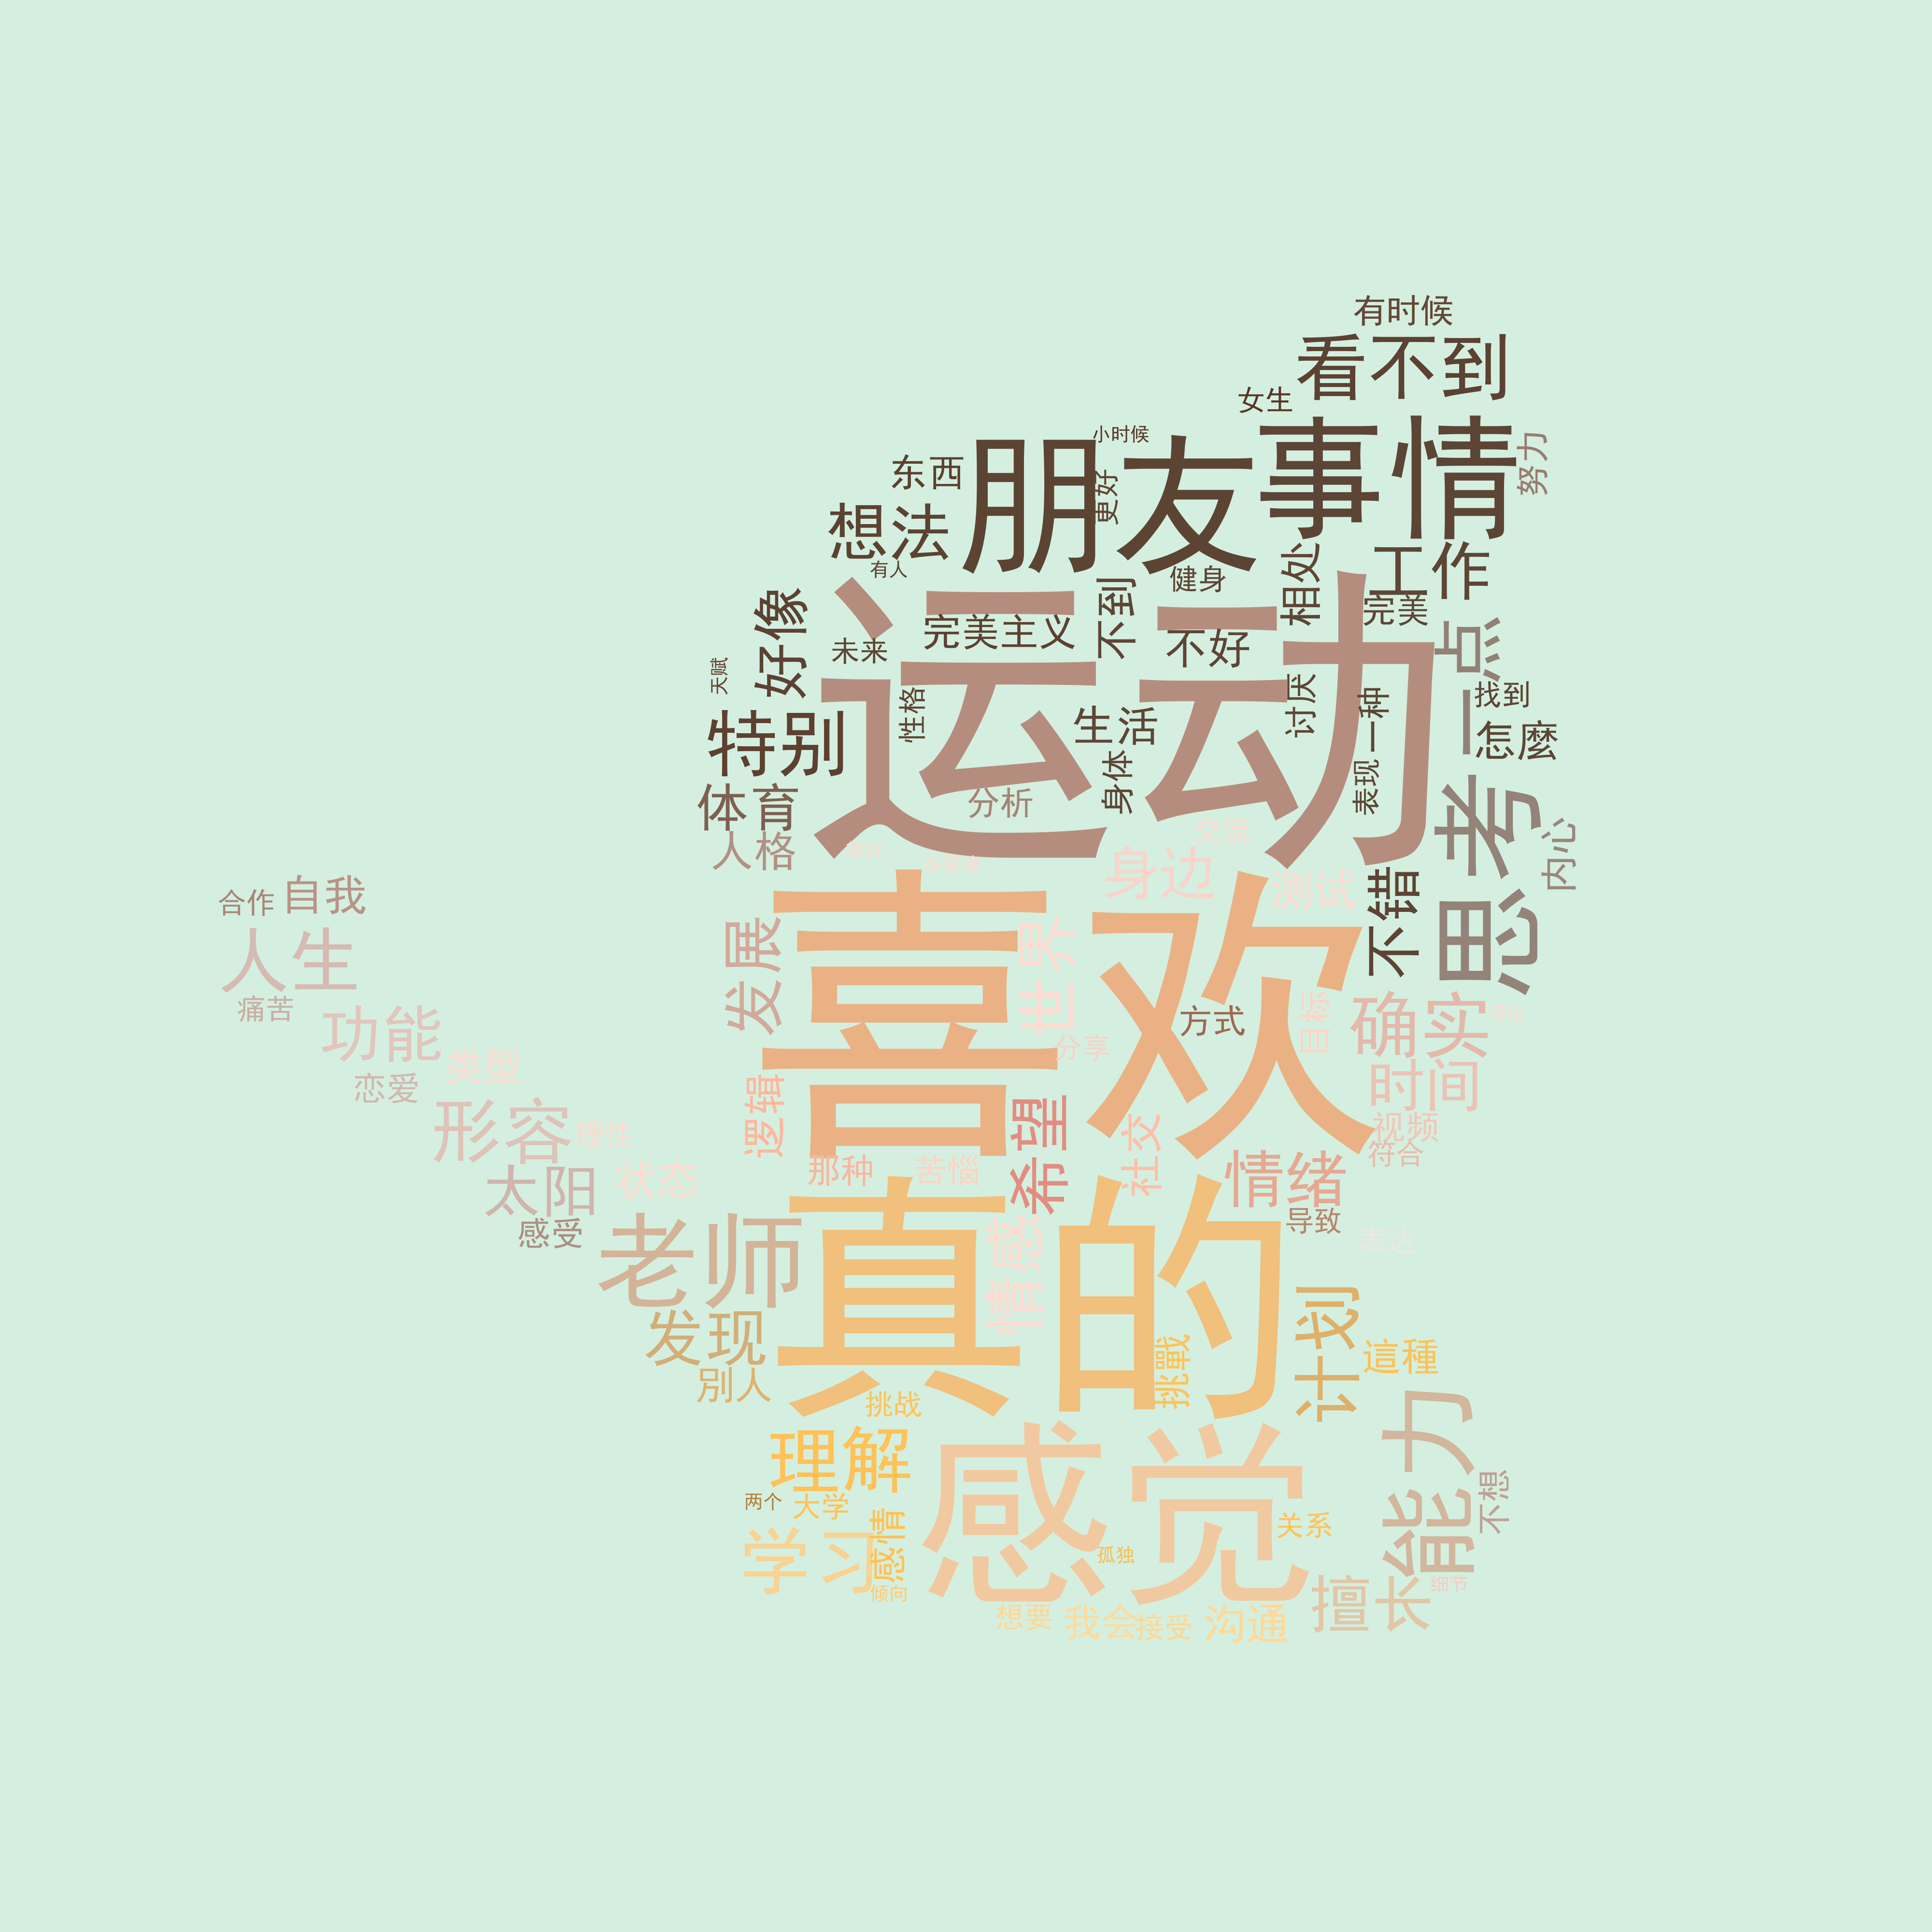 有时候
看不到
女生
事情
努力
小时候
朋友
更好
东西
想法
有人
健身
相处
工作
完美
运动
好像
未来
完美主义
不到
不好
一点
天赋
特别
性格
生活
讨厌
一种
找到
怎麼
身体
表现
体育
分析
人格
交流
身边
测试
思考
内心
不错
合作
自我
人生
痛苦
喜欢
发展
世界
方式
目标
确实
功能
类型
恋爱
分享
时间
视频
符合
形容
理性
逻辑
希望
社交
太阳
状态
那种
苦惱
情绪
导致
感受
老师
真的
情感
表达
发现
別人
挑戰
计划
這種
挑战
理解
感觉
能力
不想
两个
大学
学习
感情
关系
孤独
倾向
想要
我会
接受
沟通
擅长
细节